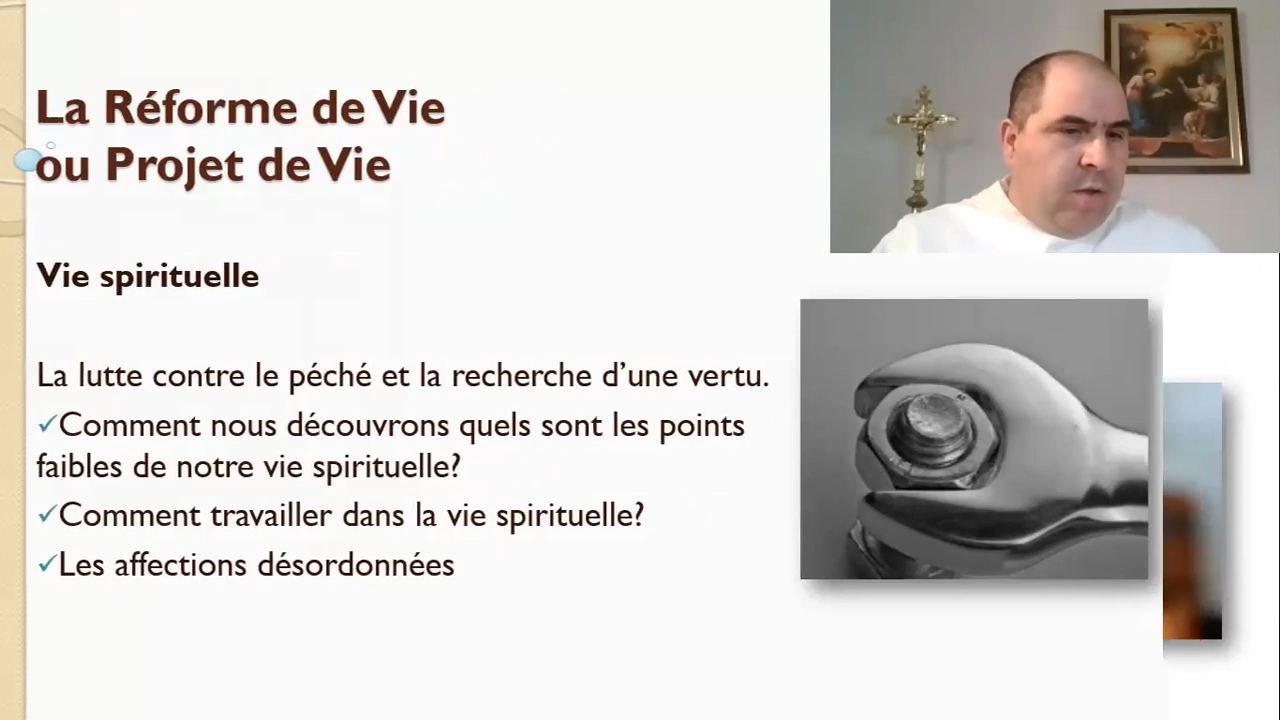 La Réforme de Vie
ou Projet de Vie
Vie spirituelle
La lutte contre le péché et la recherche d’une vertu.
✓Comment nous découvrons quels sont les points
faibles de notre vie spirituelle?
✓Comment travailler dans la vie spirituelle?
✓Les affections désordonnées